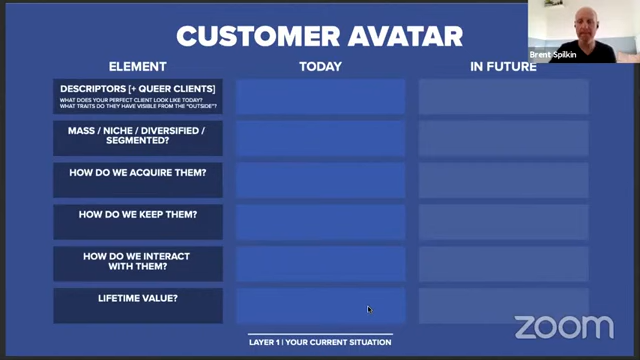 CUSTOMER AVATAR
Brent Spilkin
ELEMENT
TODAY
IN FUTURE
DESCRIPTORS [+ QUEER CLIENTS]
WHAT DOES YOUR PERFECT CLIENT LOOK LIKE TODAY?
WHAT TRAITS DO THEY HAVE VISIBLE FROM THE "OUTSIDE"?
MASS / NICHE / DIVERSIFIED /
SEGMENTED?
HOW DO WE ACQUIRE THEM?
HOW DO WE KEEP THEM?
HOW DO WE INTERACT
WITH THEM?
LIFETIME VALUE?
LAYER 1 | YOUR CURRENT SITUATION
zoom